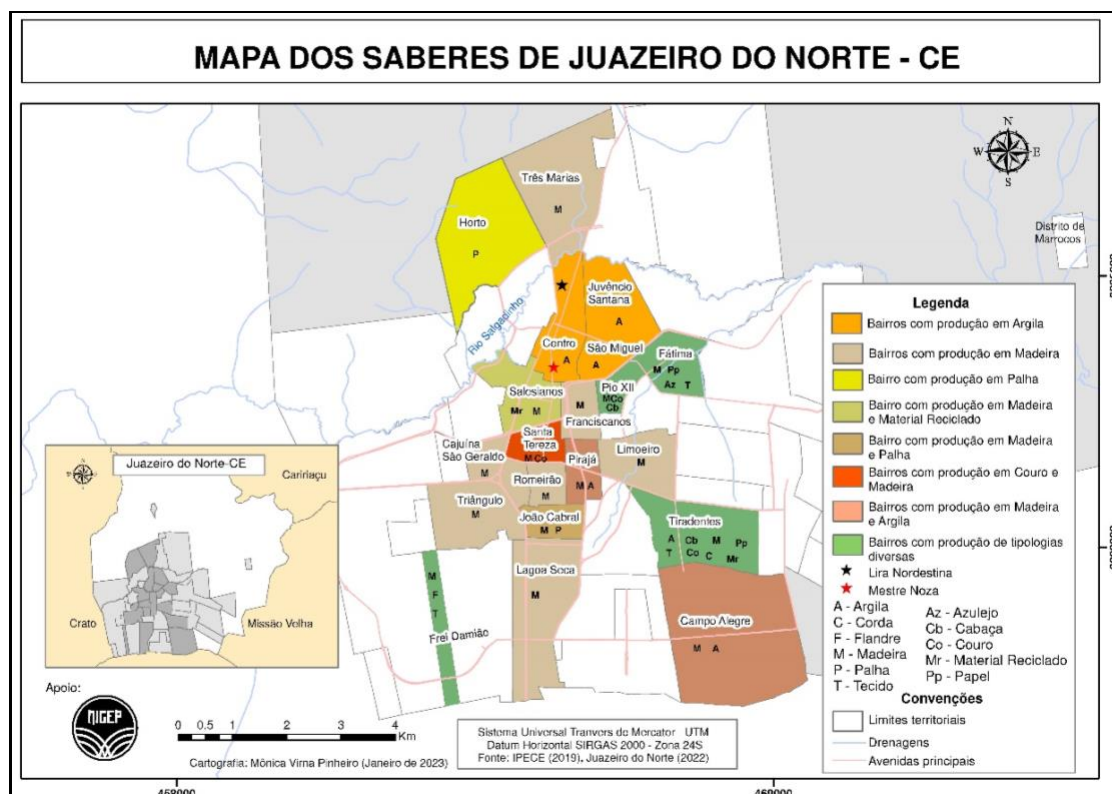 MAPA DOS SABERES DE JUAZEIRO DO NORTE - CE
N
W
E
S
Três Marias
M
Horto
P
Distrito de
Marrocos
Rio Salgadinho
Juvêncio
Santana
A
Centro
A
São Miguel
A
Fátima
M Pp
Az T
Pio XII
MCo
Cb
Salesianos
Mr M
M
Franciscanos
Santa
Tereza
M Co
Cajuína
São Geraldo
M
Pirajá
M A
Limoeiro
M
Romeirão
M
Triângulo
M
João Cabral
M P
Tiradentes
A Cb M Pp
T Co C Mr
Lagoa Seca
M
M
F
T
Frei Damião
Campo Alegre
M A
Legenda
Bairros com produção em Argila
Bairros com produção em Madeira
Bairro com produção em Palha
Bairro com produção em Madeira
e Material Reciclado
Bairro com produção em Madeira
e Palha
Bairros com produção em Couro e
Madeira
Bairros com produção em Madeira
e Argila
Bairros com produção de tipologias
diversas
Lira Nordestina
Mestre Noza
A - Argila
C - Corda
F - Flandre
M - Madeira
P - Palha
T - Tecido
Az - Azulejo
Cb - Cabaça
Co - Couro
Mr - Material Reciclado
Pp - Papel
Convenções
Limites territoriais
Drenagens
Avenidas principais
Juazeiro do Norte-CE
Caririaçu
Crato
Missão Velha
Apoio:
NIGEP
0 0.5 1 2 3 4
Km
Cartografia: Mônica Virna Pinheiro (Janeiro de 2023)
Sistema Universal Tranvers de Mercator UTM
Datum Horizontal SIRGAS 2000 - Zona 24S
Fonte: IPECE (2019), Juazeiro do Norte (2022)